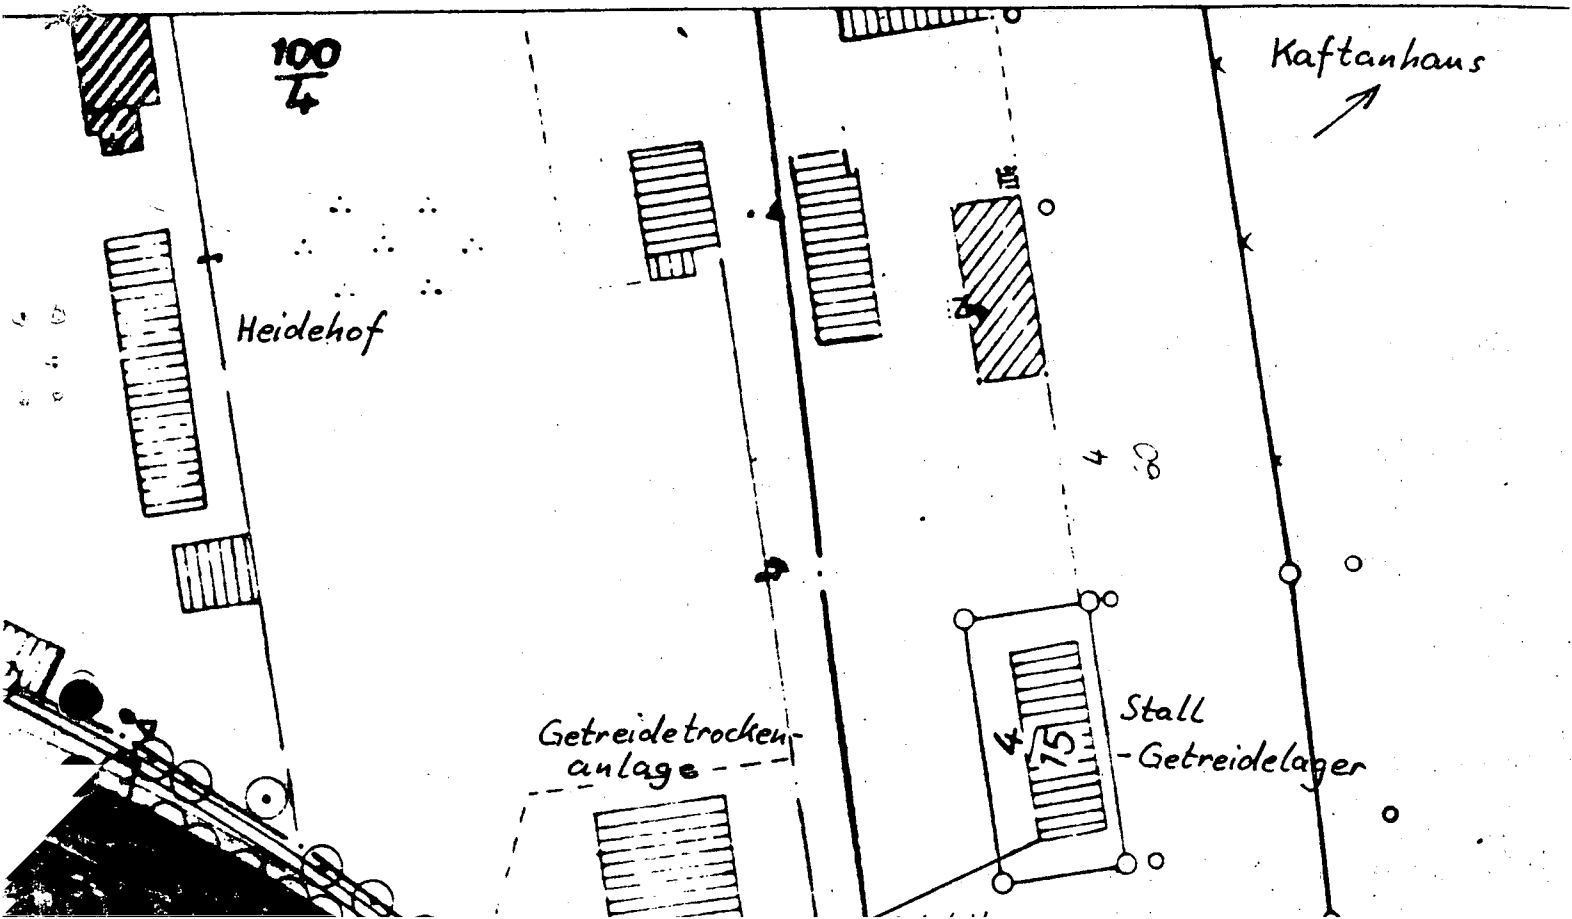 100
4
Kaftanhaus
Heidehof
4
Getreidetrocken-
anlage
Stall
-Getreidelager
4
75